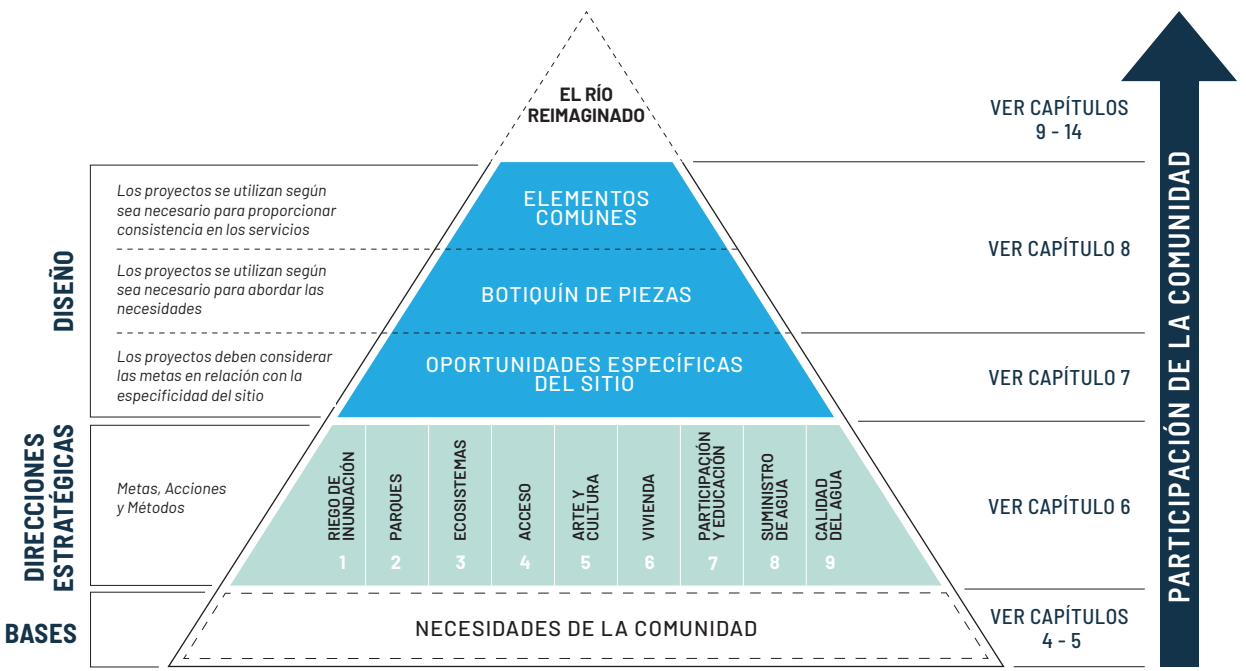 EL RÍO
REIMAGINADO
VER CAPÍTULOS
9 - 14
DISEÑO
Los proyectos se utilizan según
sea necesario para proporcionar
consistencia en los servicios
ELEMENTOS
COMUNES
VER CAPÍTULO 8
Los proyectos se utilizan según
sea necesario para abordar las
necesidades
BOTIQUÍN DE PIEZAS
Los proyectos deben considerar
las metas en relación con la
especificidad del sitio
OPORTUNIDADES ESPECÍFICAS
DEL SITIO
VER CAPÍTULO 7
DIRECCIONES
ESTRATÉGICAS
Metas, Acciones
y Métodos
RIEGO DE
INUNDACIÓN
1
PARQUES
2
ECOSISTEMAS
3
ACCESO
4
ARTE Y
CULTURA
5
VIVIENDA
6
PARTICIPACIÓN
Y EDUCACIÓN
7
SUMINISTRO
DE AGUA
8
CALIDAD
DEL AGUA
9
VER CAPÍTULO 6
BASES
NECESIDADES DE LA COMUNIDAD
VER CAPÍTULOS
4 - 5
PARTICIPACIÓN DE LA COMUNIDAD